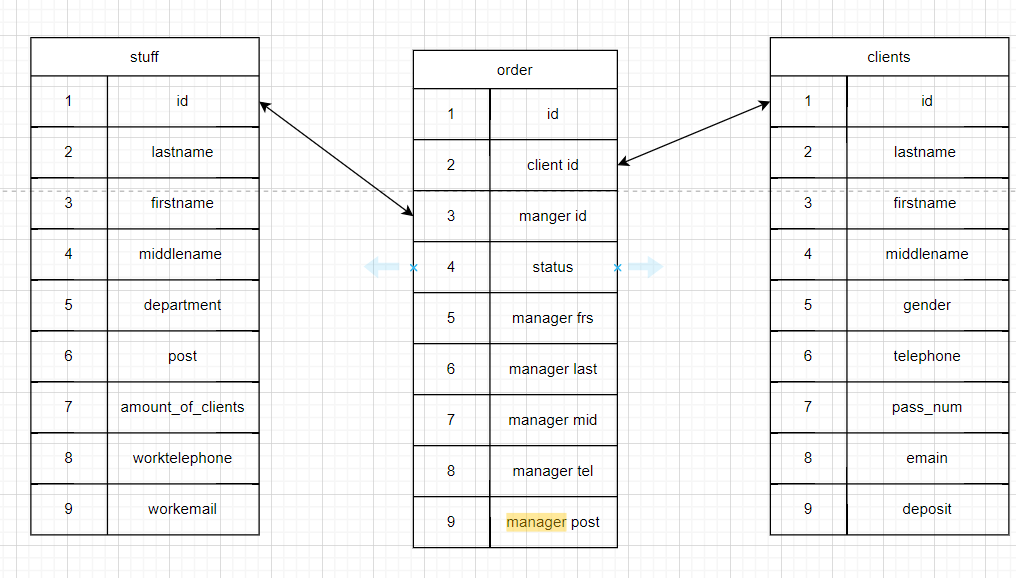 stuff
1 id
2 lastname
3 firstname
4 middlename
5 department
6 post
7 amount_of_clients
8 worktelephone
9 workemail
order
1 id
2 client id
3 manger id
4 status
5 manager frs
6 manager last
7 manager mid
8 manager tel
9 manager post
clients
1 id
2 lastname
3 firstname
4 middlename
5 gender
6 telephone
7 pass_num
8 emain
9 deposit